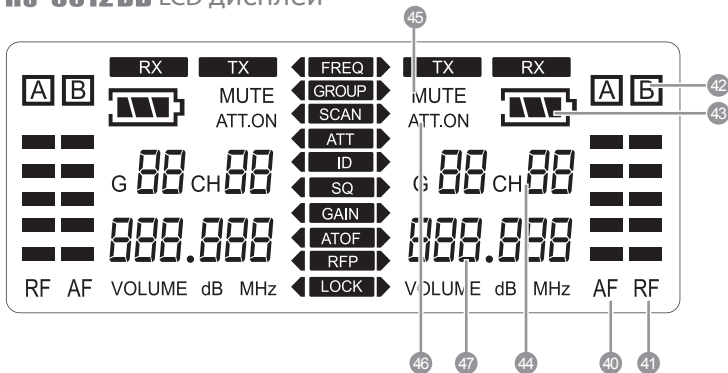 LCD дисплей
45
RX TX FREQ TX RX
A B MUTE GROUP MUTE A B 42
SCAN 43
ATT.ON ATT.ON
ATT
ID
G 88 CH 88 SQ G 88 CH 88
GAIN
888.888 ATOF 888.888
RFP
RF AF VOLUME dB MHz LOCK VOLUME dB MHz AF RF
46 47 44 40 41